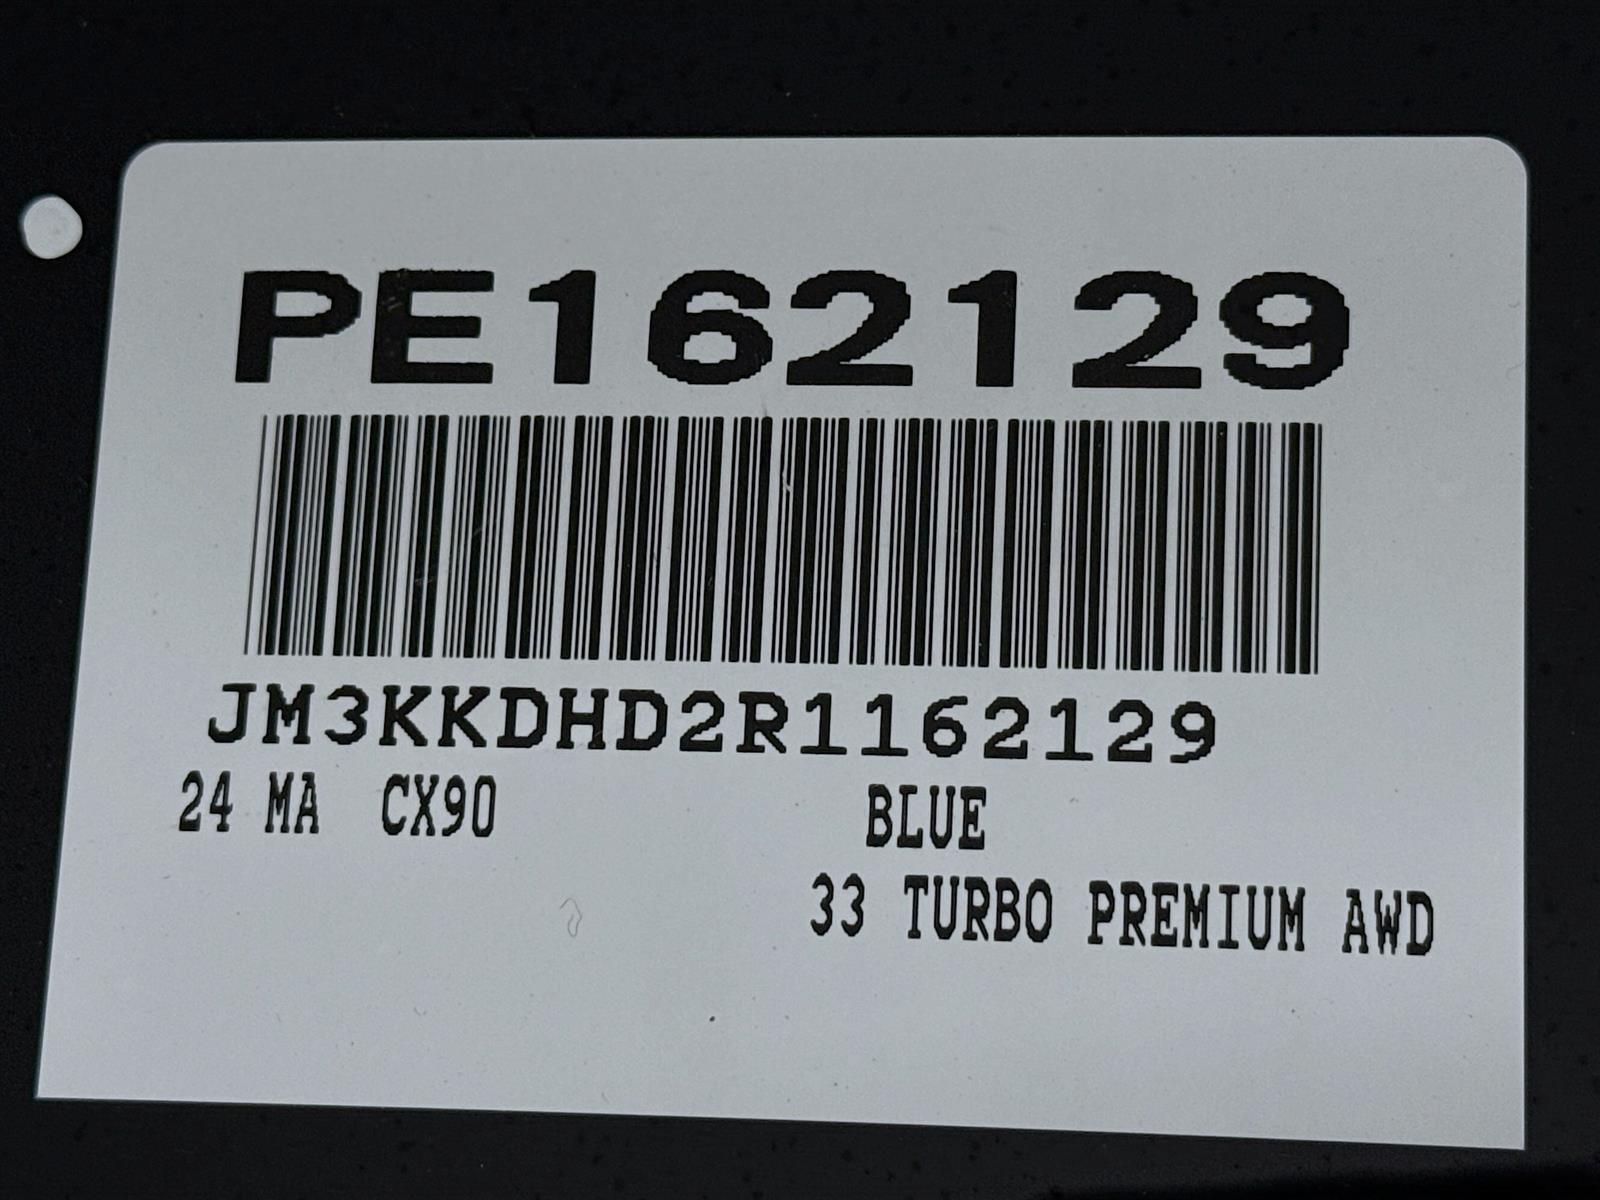 PE162129
JM3KKDHD2R1162129
24 MA CX90 BLUE
33 TURBO PREMIUM AWD